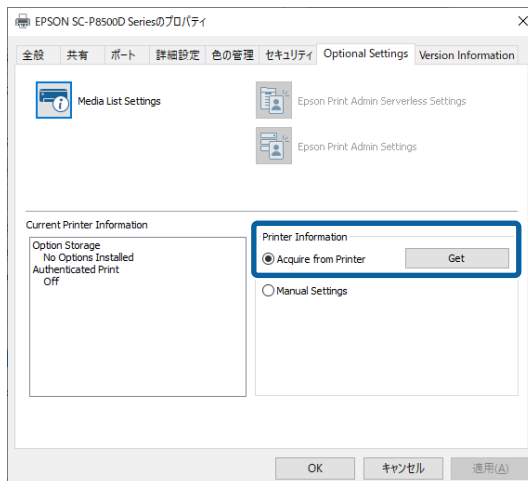 EPSON SC-P8500D Seriesのプロパティ
全般 共有 ポート 詳細設定 色の管理 セキュリティ Optional Settings Version Information
Media List Settings
Epson Print Admin Serverless Settings
Epson Print Admin Settings
Current Printer Information
Option Storage
No Options Installed
Authenticated Print
Off
Printer Information
Acquire from Printer Get
Manual Settings
OK キャンセル 適用(A)